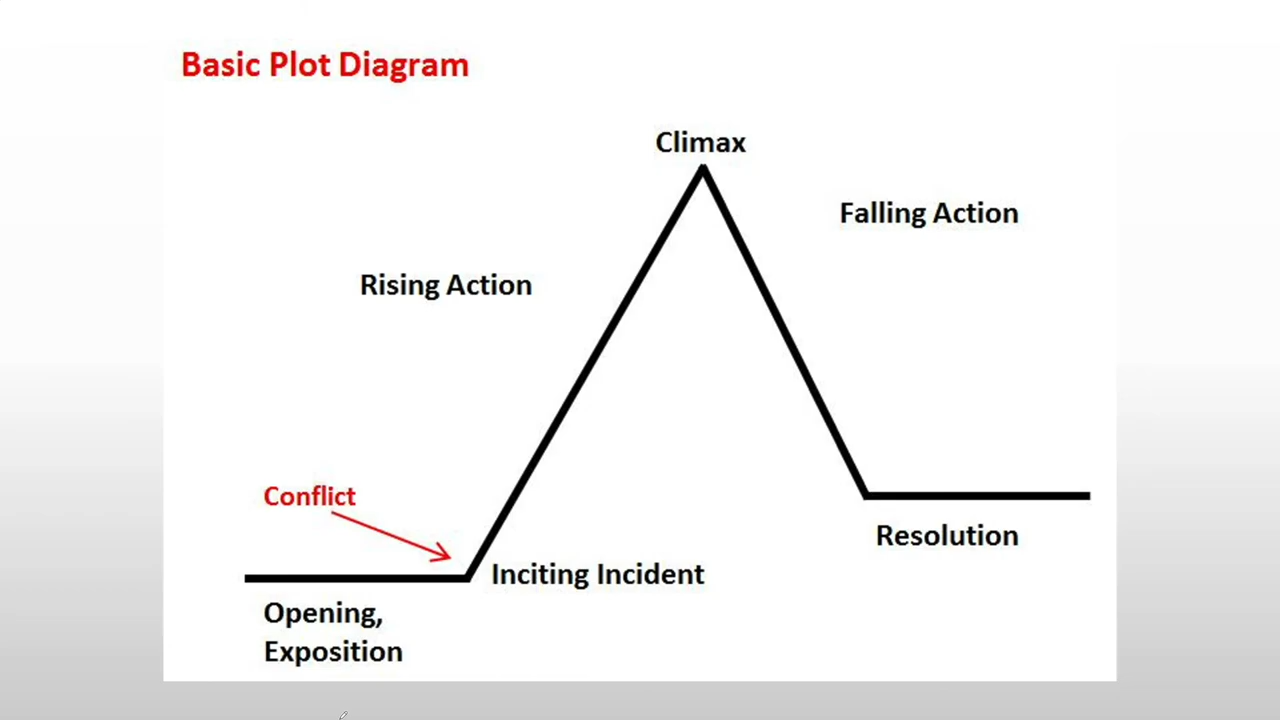 Basic Plot Diagram
Climax
Falling Action
Rising Action
Conflict
Resolution
Inciting Incident
Opening,
Exposition